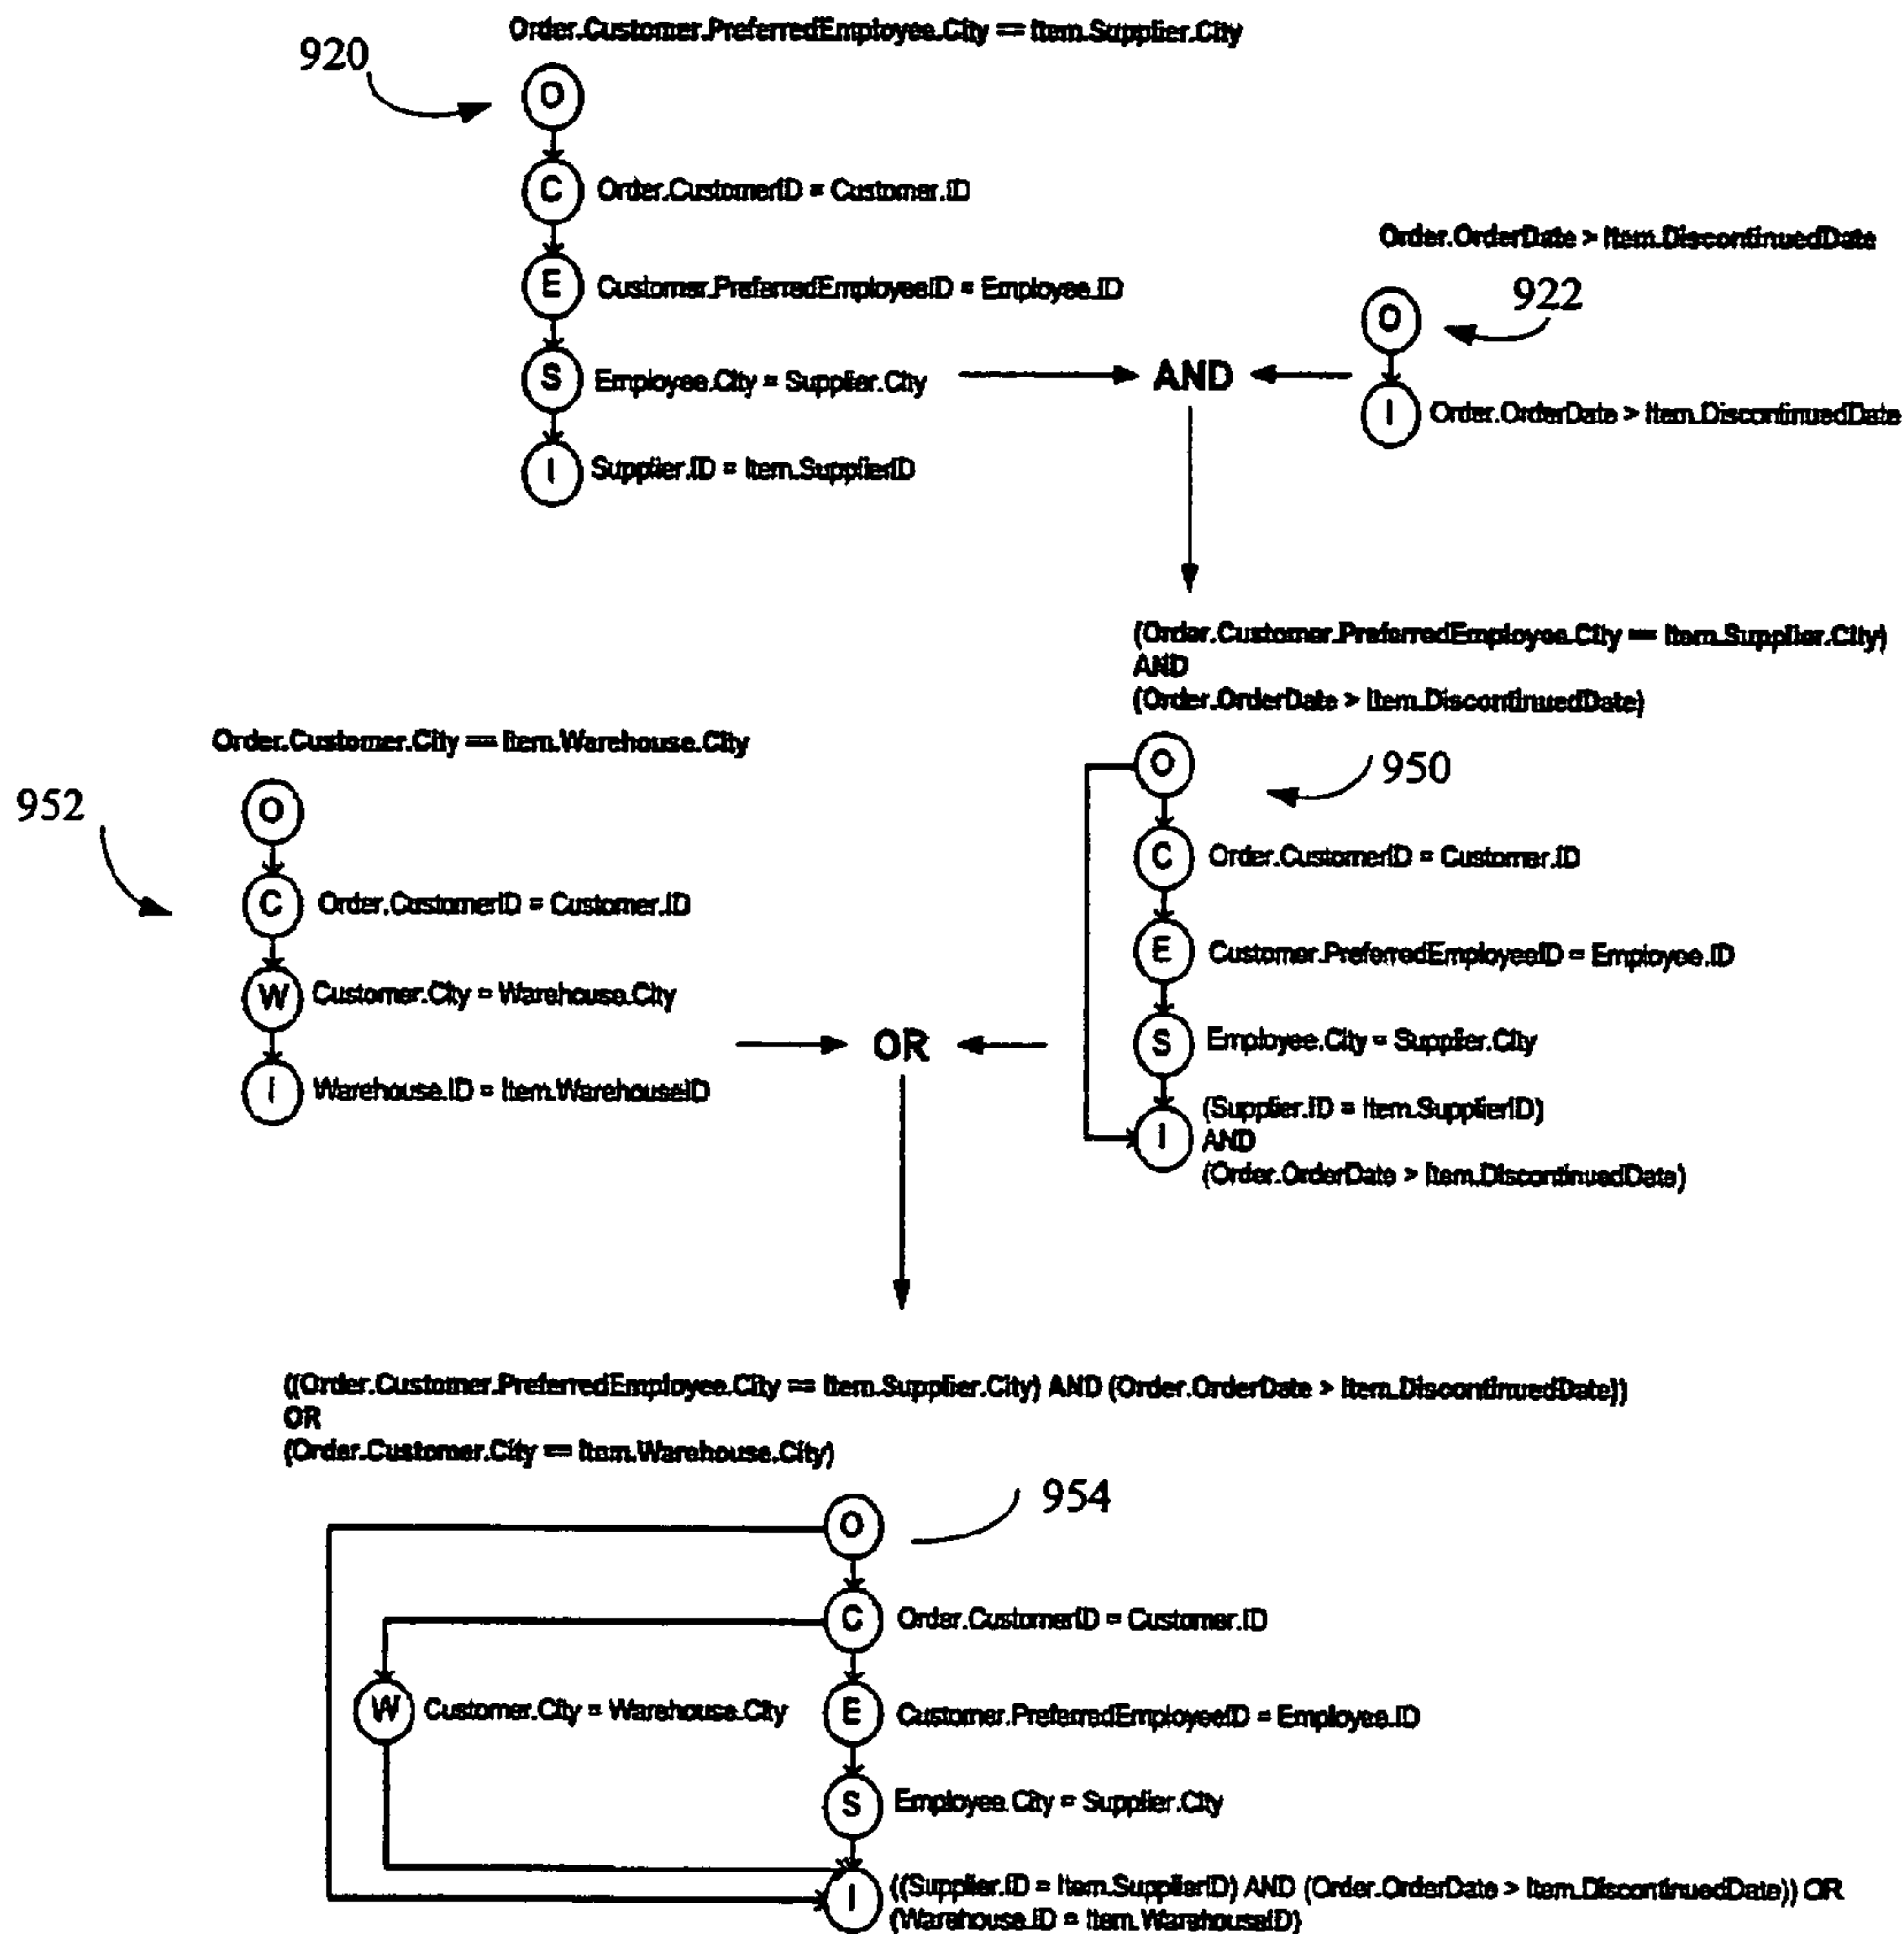 Order.Customer.PreferredEmployee.City == Item.Supplier.City
920
O
C Order.CustomerID = Customer.ID
E Customer.PreferredEmployeeID = Employee.ID
S Employee.City = Supplier.City
I Supplier.ID = Item.SupplierID
AND
Order.OrderDate > Item.DiscontinuedDate
922
O
I Order.OrderDate > Item.DiscontinuedDate
(Order.Customer.PreferredEmployee.City == Item.Supplier.City)
AND
(Order.OrderDate > Item.DiscontinuedDate)
950
O
C Order.CustomerID = Customer.ID
E Customer.PreferredEmployeeID = Employee.ID
S Employee.City = Supplier.City
I (Supplier.ID = Item.SupplierID)
AND
(Order.OrderDate > Item.DiscontinuedDate)
Order.Customer.City == Item.Warehouse.City
952
O
C Order.CustomerID = Customer.ID
W Customer.City = Warehouse.City
I Warehouse.ID = Item.WarehouseID
OR
((Order.Customer.PreferredEmployee.City == Item.Supplier.City) AND (Order.OrderDate > Item.DiscontinuedDate))
OR
(Order.Customer.City == Item.Warehouse.City)
954
O
C Order.CustomerID = Customer.ID
W Customer.City = Warehouse.City
E Customer.PreferredEmployeeID = Employee.ID
S Employee.City = Supplier.City
I ((Supplier.ID = Item.SupplierID) AND (Order.OrderDate > Item.DiscontinuedDate)) OR
(Warehouse.ID = Item.WarehouseID)